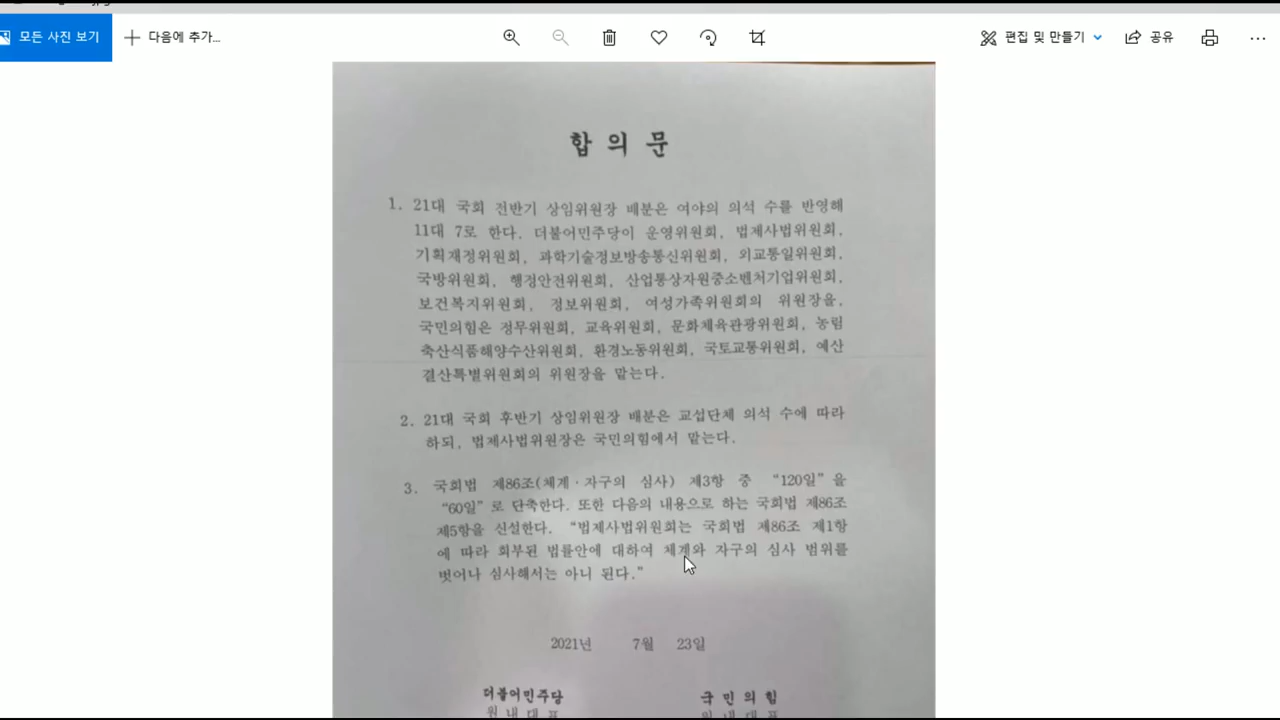 모든 사진 보기
다음에 추가...
편집 및 만들기
공유
합 의 문
1. 21대 국회 전반기 상임위원장 배분은 여야의 의석 수를 반영해
11대 7로 한다. 더불어민주당이 운영위원회, 법제사법위원회,
기획재정위원회, 과학기술정보방송통신위원회, 외교통일위원회,
국방위원회, 행정안전위원회, 산업통상자원중소벤처기업위원회,
보건복지위원회, 정보위원회, 여성가족위원회의 위원장을,
국민의힘은 정무위원회, 교육위원회, 문화체육관광위원회, 농림
축산식품해양수산위원회, 환경노동위원회, 국토교통위원회, 예산
결산특별위원회의 위원장을 맡는다.
2. 21대 국회 후반기 상임위원장 배분은 교섭단체 의석 수에 따라
하되, 법제사법위원장은 국민의힘에서 맡는다.
3. 국회법 제86조(체계·자구의 심사) 제3항 중 “120일”을
“60일”로 단축한다. 또한 다음의 내용으로 하는 국회법 제86조
제5항을 신설한다. “법제사법위원회는 국회법 제86조 제1항
에 따라 회부된 법률안에 대하여 체계와 자구의 심사 범위를
벗어나 심사해서는 아니 된다.”
2021년 7월 23일
더불어민주당 국 민 의 힘
원 내 대 표 원 내 대 표